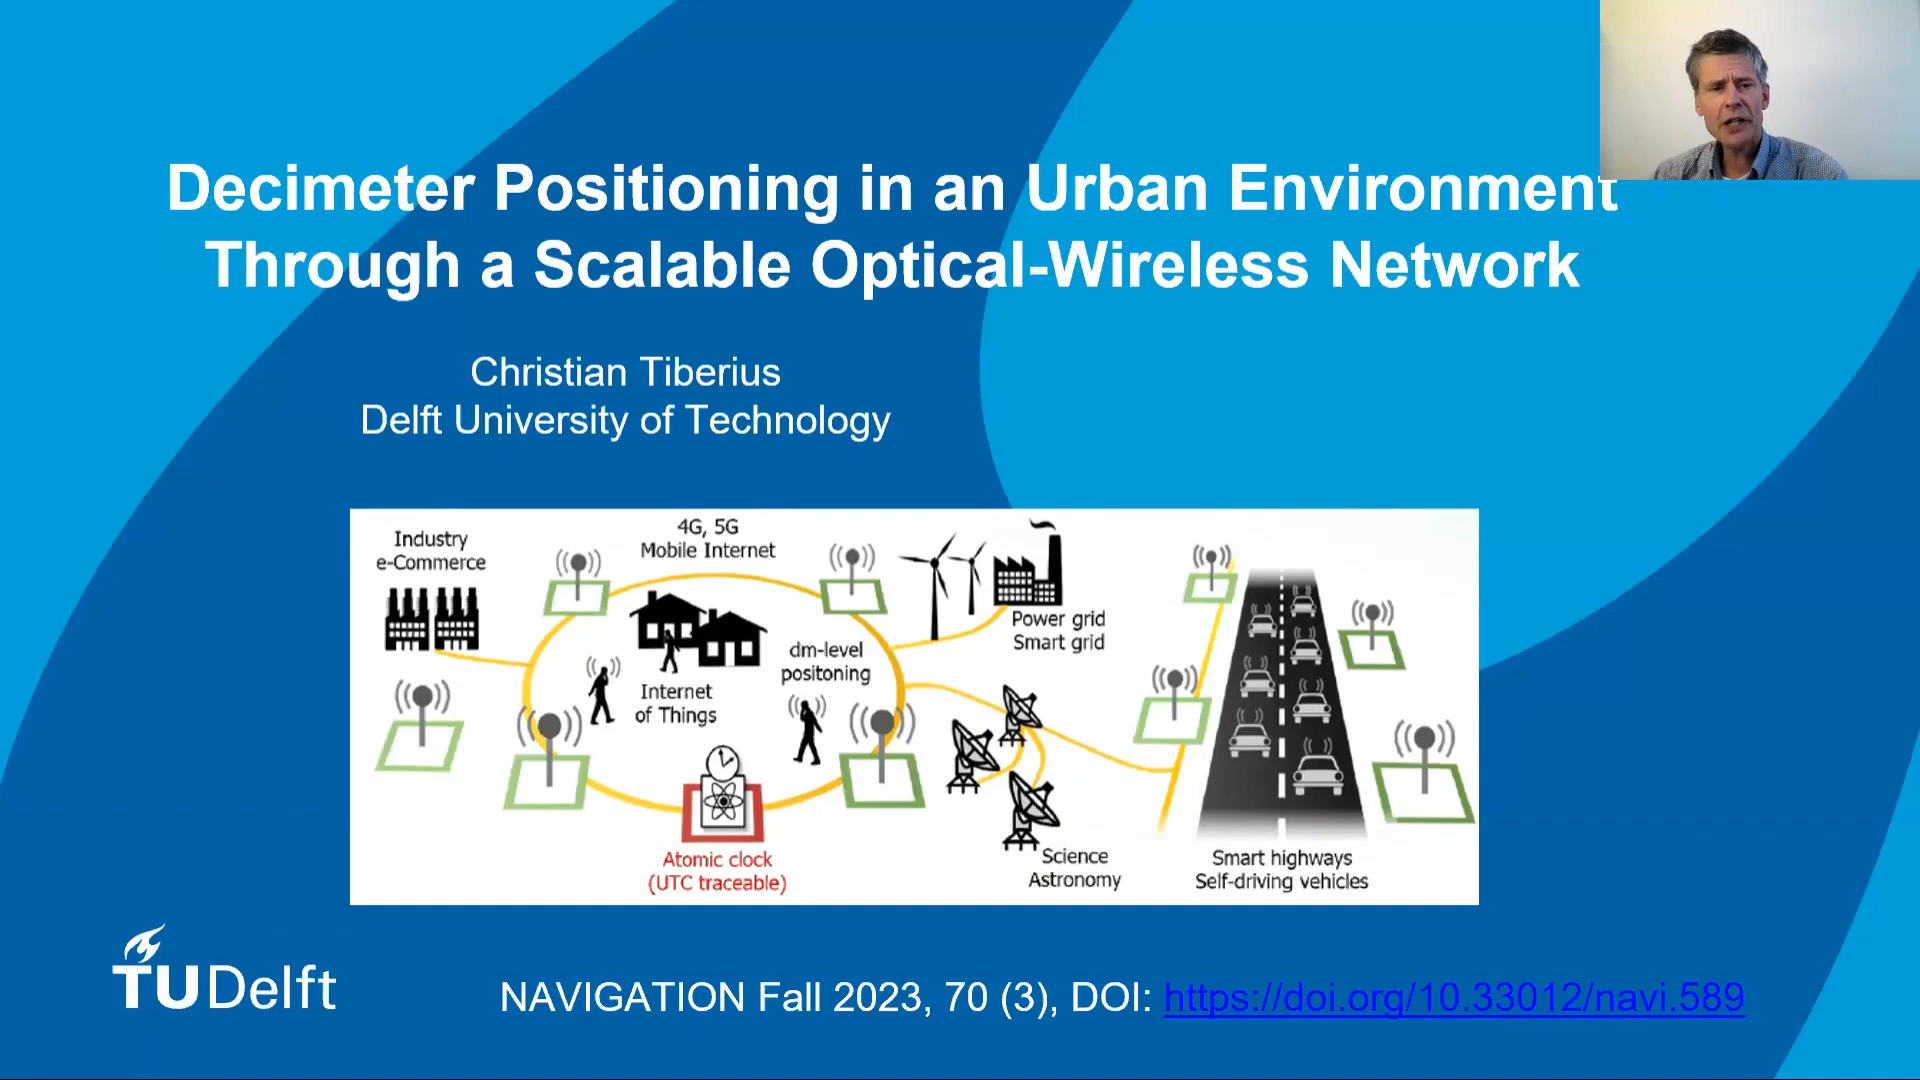 Decimeter Positioning in an Urban Environment
Through a Scalable Optical-Wireless Network
Christian Tiberius
Delft University of Technology
Industry
e-Commerce
4G, 5G
Mobile Internet
Power grid
Smart grid
dm-level
positoning
Internet
of Things
Atomic clock
(UTC traceable)
Science
Astronomy
Smart highways
Self-driving vehicles
TUDelft
NAVIGATION Fall 2023, 70 (3), DOI: https://doi.org/10.33012/navi.589